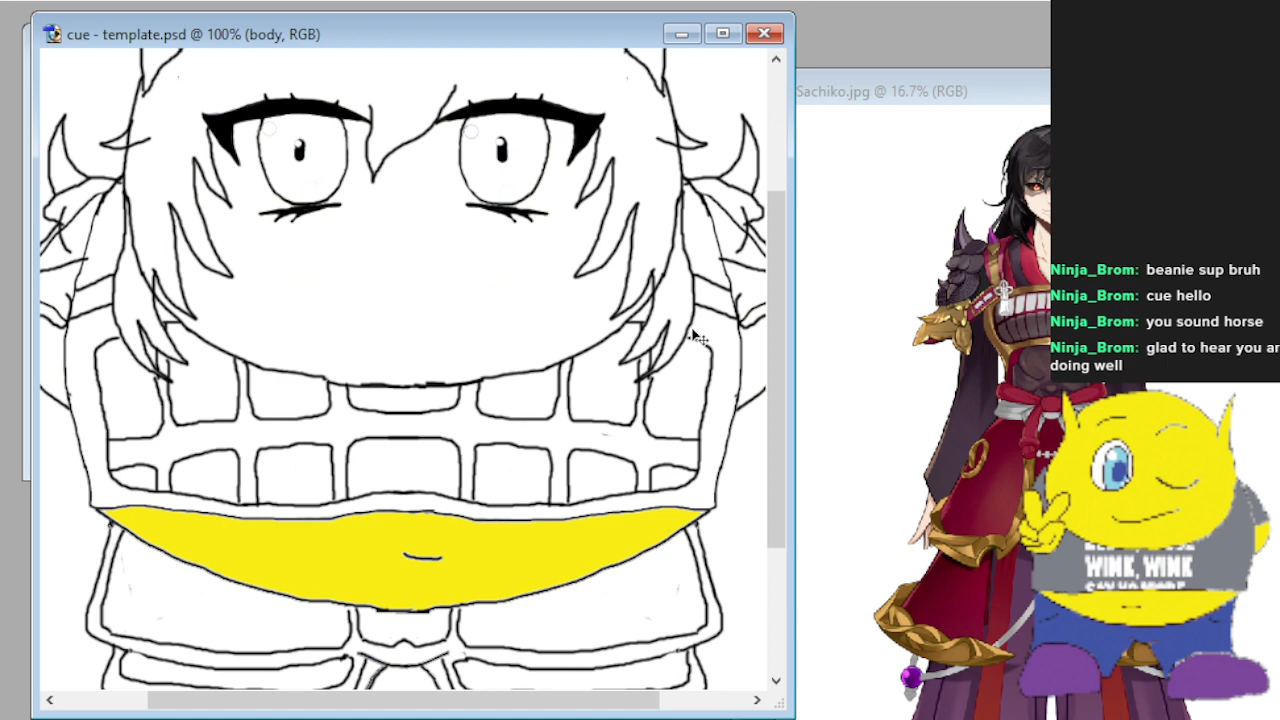 cue - template.psd @ 100% (body, RGB)
Sachiko.jpg @ 16.7% (RGB)
Ninja_Brom: beanie sup bruh
Ninja_Brom: cue hello
Ninja_Brom: you sound horse
Ninja_Brom: glad to hear you
doing well
WINK, WINK